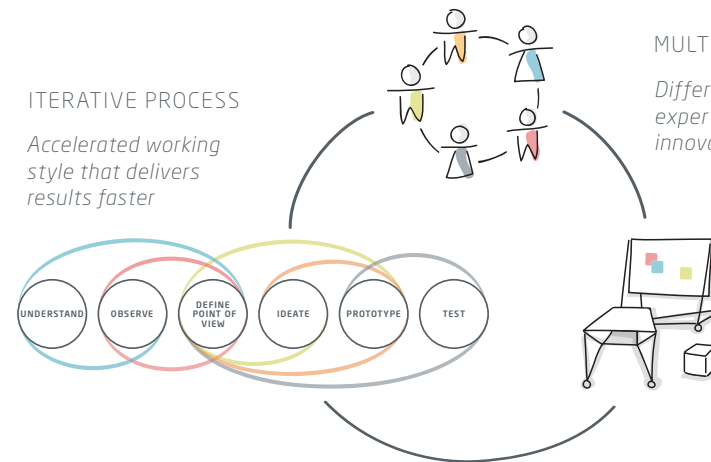 ITERATIVE PROCESS
Accelerated working
style that delivers
results faster
MULT
Differ
exper
innova
UNDERSTAND
OBSERVE
DEFINE
POINT OF
VIEW
IDEATE
PROTOTYPE
TEST